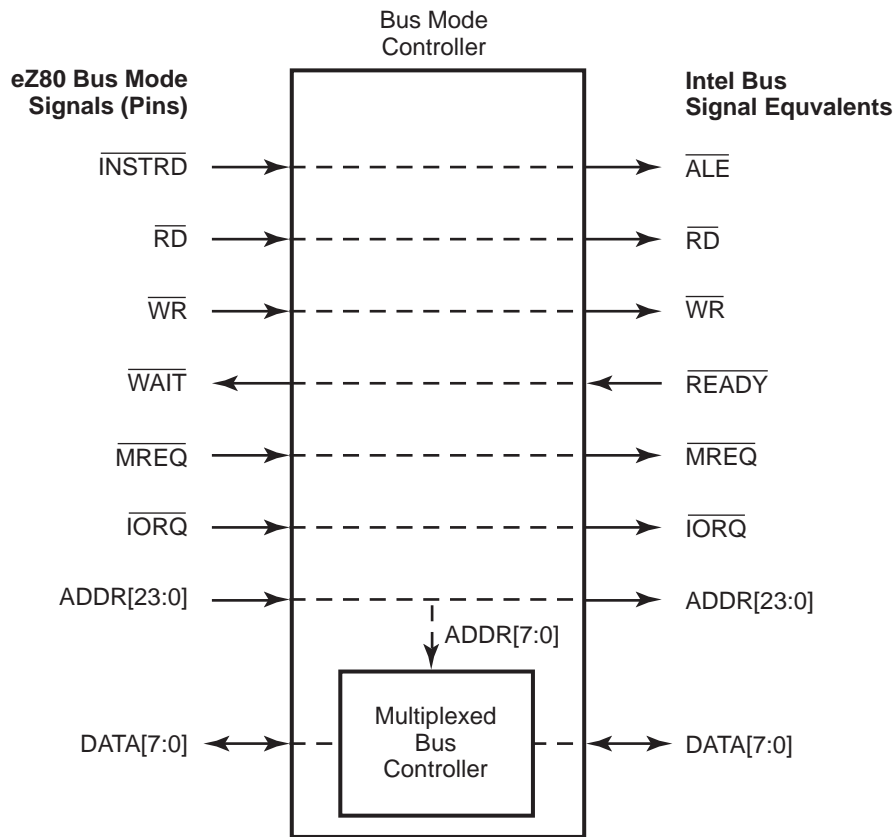 Bus Mode
Controller
eZ80 Bus Mode
Signals (Pins)
Intel Bus
Signal Equvalents
INSTRD
ALE
RD
RD
WR
WR
WAIT
READY
MREQ
MREQ
IORQ
IORQ
ADDR[23:0]
ADDR[23:0]
ADDR[7:0]
Multiplexed
Bus
Controller
DATA[7:0]
DATA[7:0]